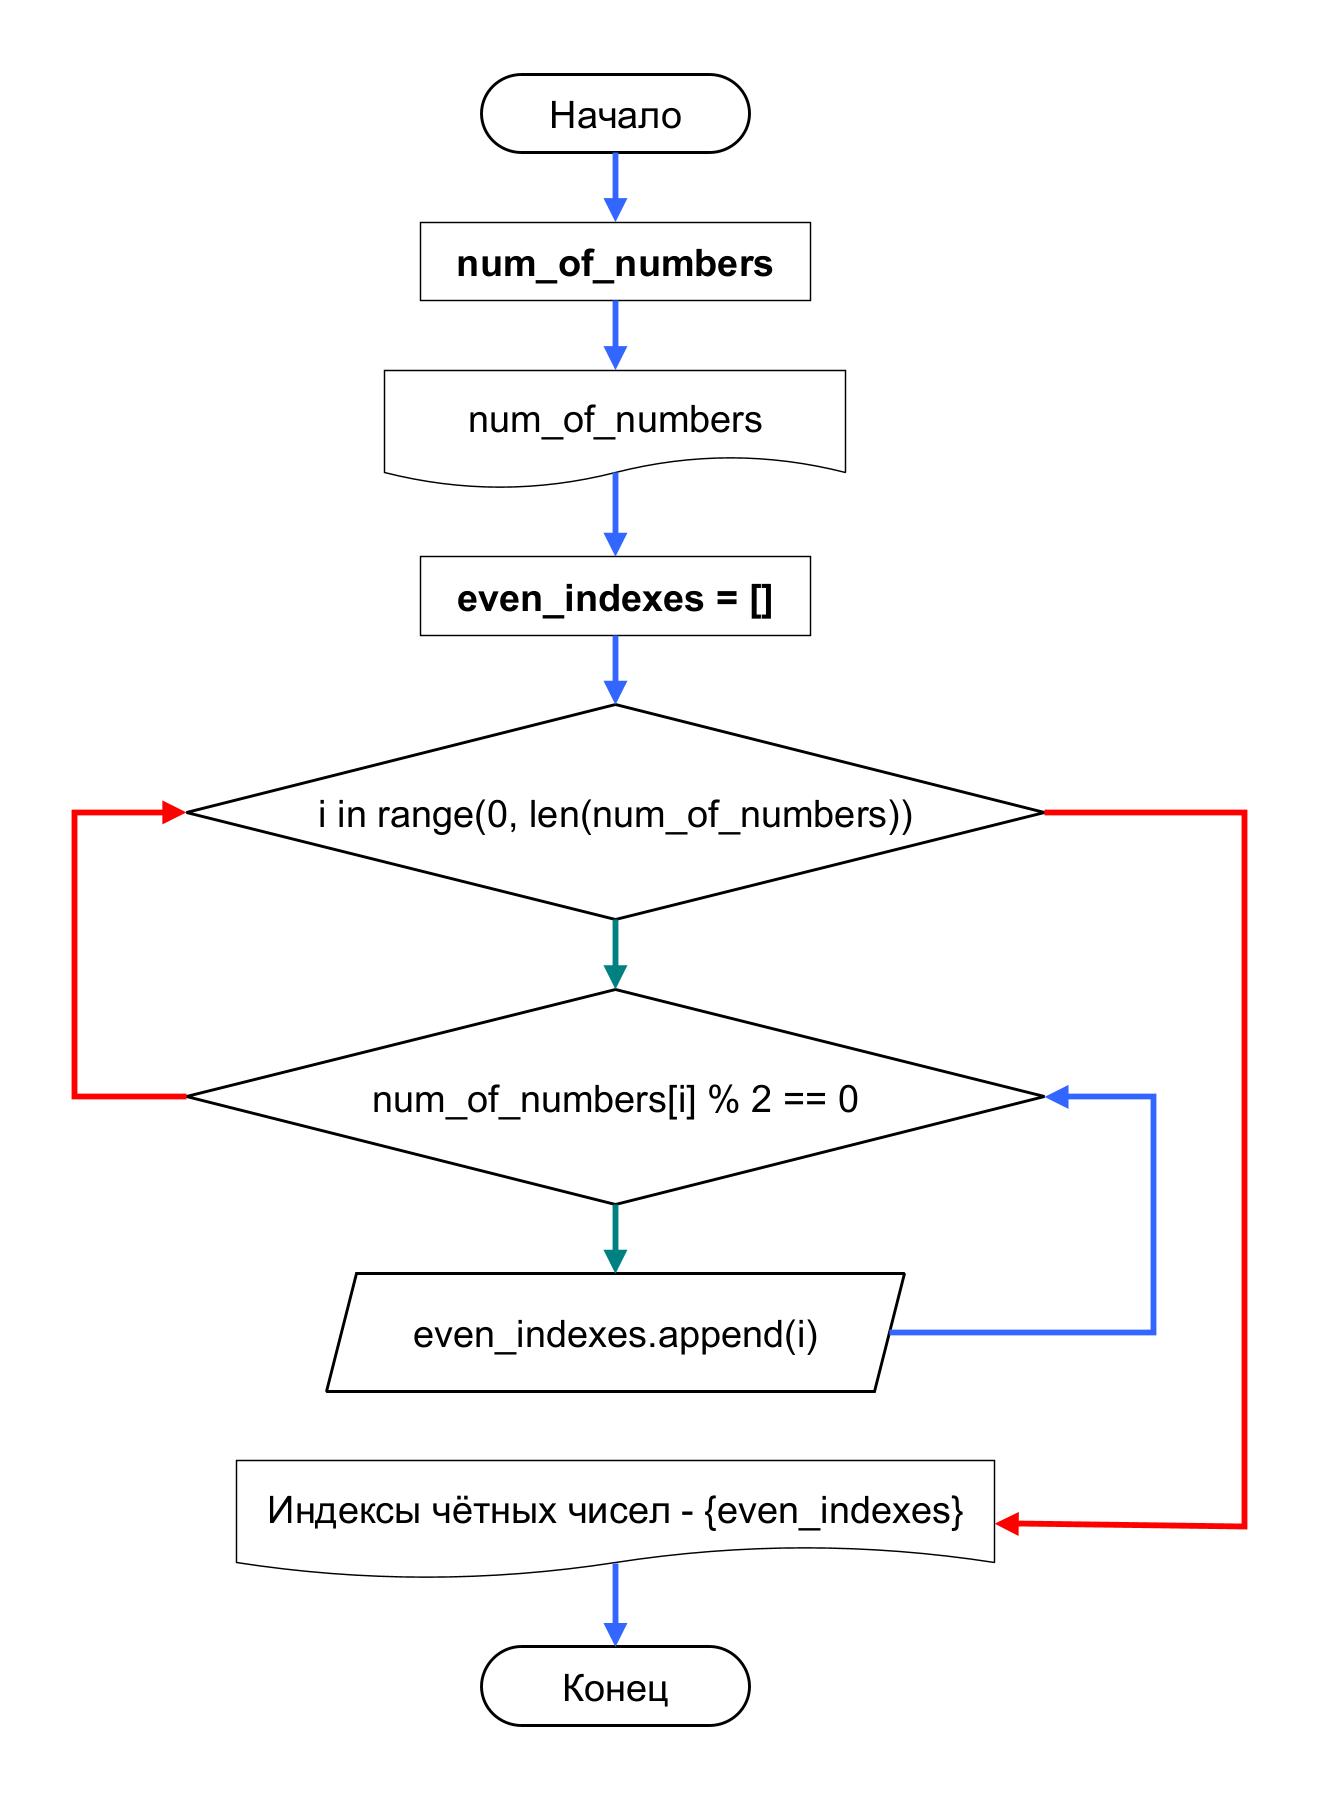 Начало
num_of_numbers
num_of_numbers
even_indexes = []
i in range(0, len(num_of_numbers))
num_of_numbers[i] % 2 == 0
even_indexes.append(i)
Индексы чётных чисел - {even_indexes}
Конец